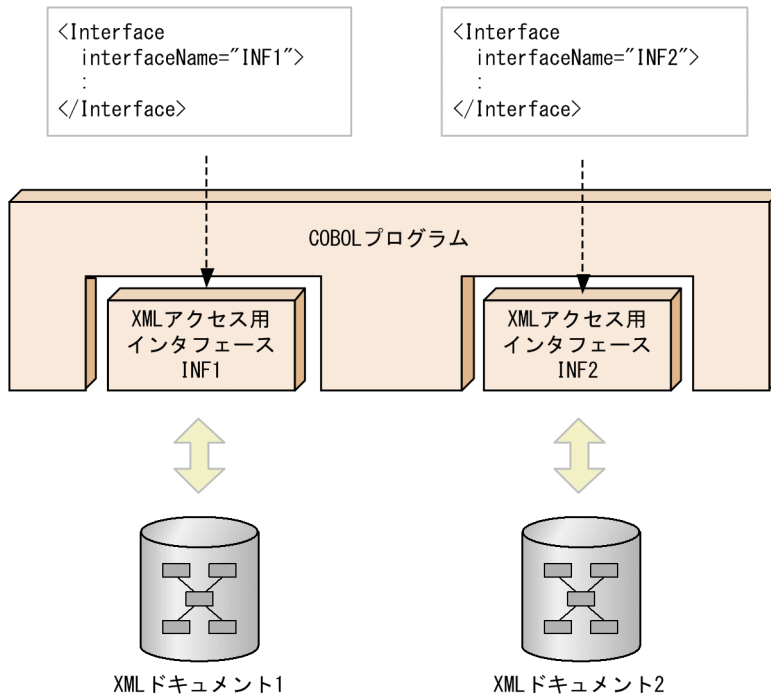 <Interface
interfaceName="INF1">
:
</Interface>
<Interface
interfaceName="INF2">
:
</Interface>
COBOLプログラム
XMLアクセス用
インタフェース
INF1
XMLアクセス用
インタフェース
INF2
XMLドキュメント1
XMLドキュメント2